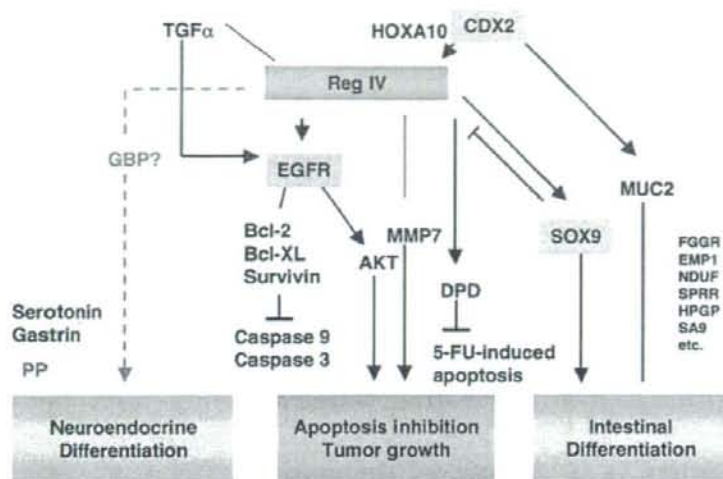 TGFα
HOXA10
CDX2
Reg IV
GBP?
EGFR
MUC2
Bcl-2
Bcl-XL
Survivin
AKT
MMP7
SOX9
DPD
FGGR
EMP1
NDUF
SPRR
HPGP
SA9
etc.
Serotonin
Gastrin
PP
Caspase 9
Caspase 3
5-FU-induced
apoptosis
Neuroendocrine
Differentiation
Apoptosis inhibition
Tumor growth
Intestinal
Differentiation